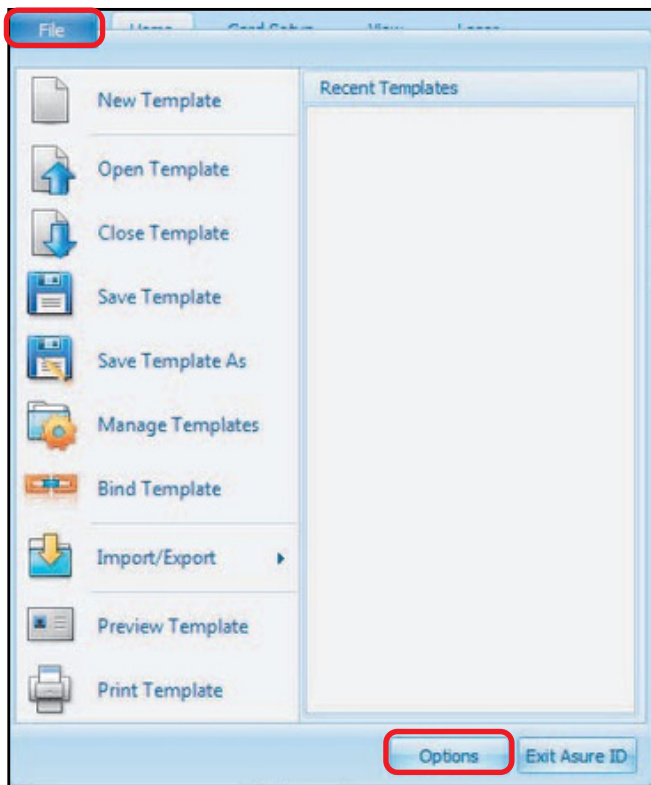 File
New Template
Open Template
Close Template
Save Template
Save Template As
Manage Templates
Bind Template
Import/Export
Preview Template
Print Template
Recent Templates
Options Exit Asure ID